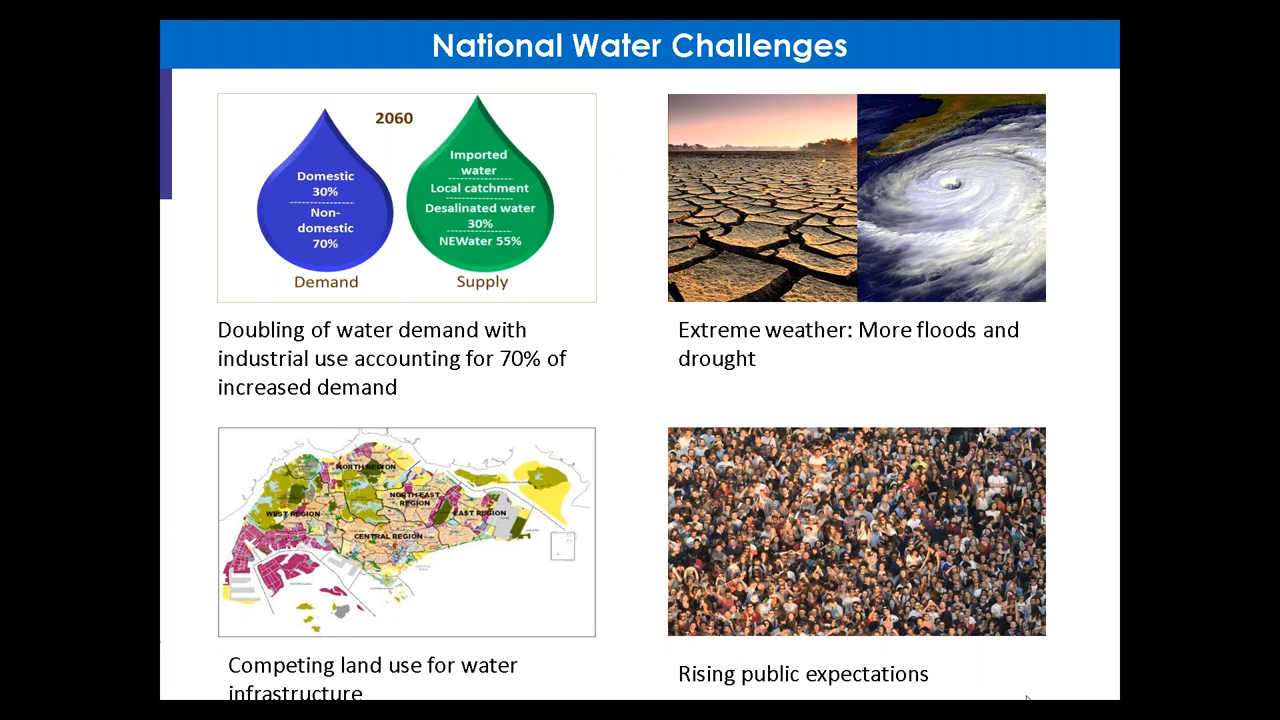 National Water Challenges
2060
Domestic
30%
Non-
domestic
70%
Demand
Imported
water
Local catchment
Desalinated water
30%
NEWater 55%
Supply
Doubling of water demand with
industrial use accounting for 70% of
increased demand
Extreme weather: More floods and
drought
NORTH REGION
NORTH-EAST
REGION
WEST REGION
EAST REGION
CENTRAL REGION
Competing land use for water
infrastructure
Rising public expectations